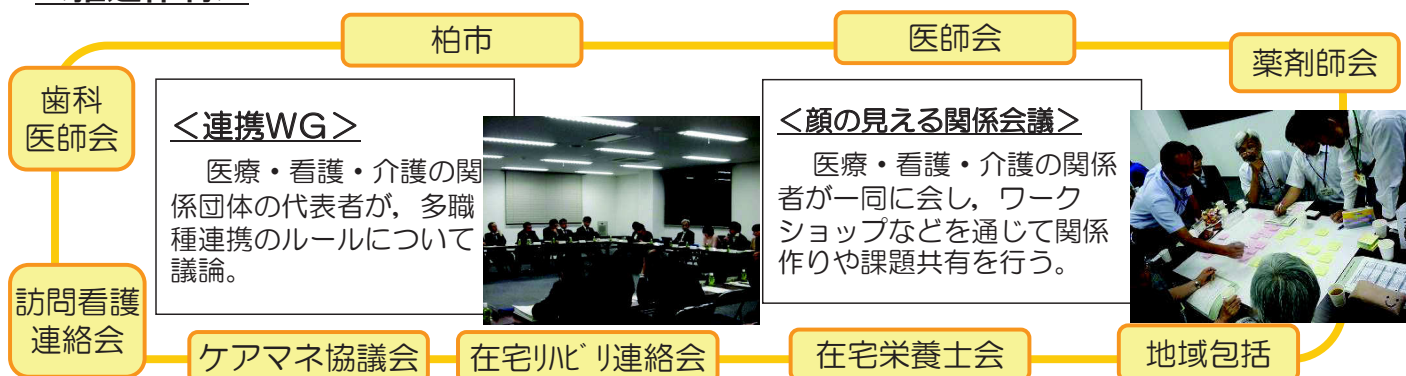 柏市
医師会
薬剤師会
歯科
医師会
＜連携WG＞
医療・看護・介護の関
係団体の代表者が，多職
種連携のルールについて
議論。
＜顔の見える関係会議＞
医療・看護・介護の関係
者が一同に会し，ワーク
ショップなどを通じて関係
作りや課題共有を行う。
訪問看護
連絡会
ケアマネ協議会
在宅ﾘﾊﾋﾞﾘ連絡会
在宅栄養士会
地域包括